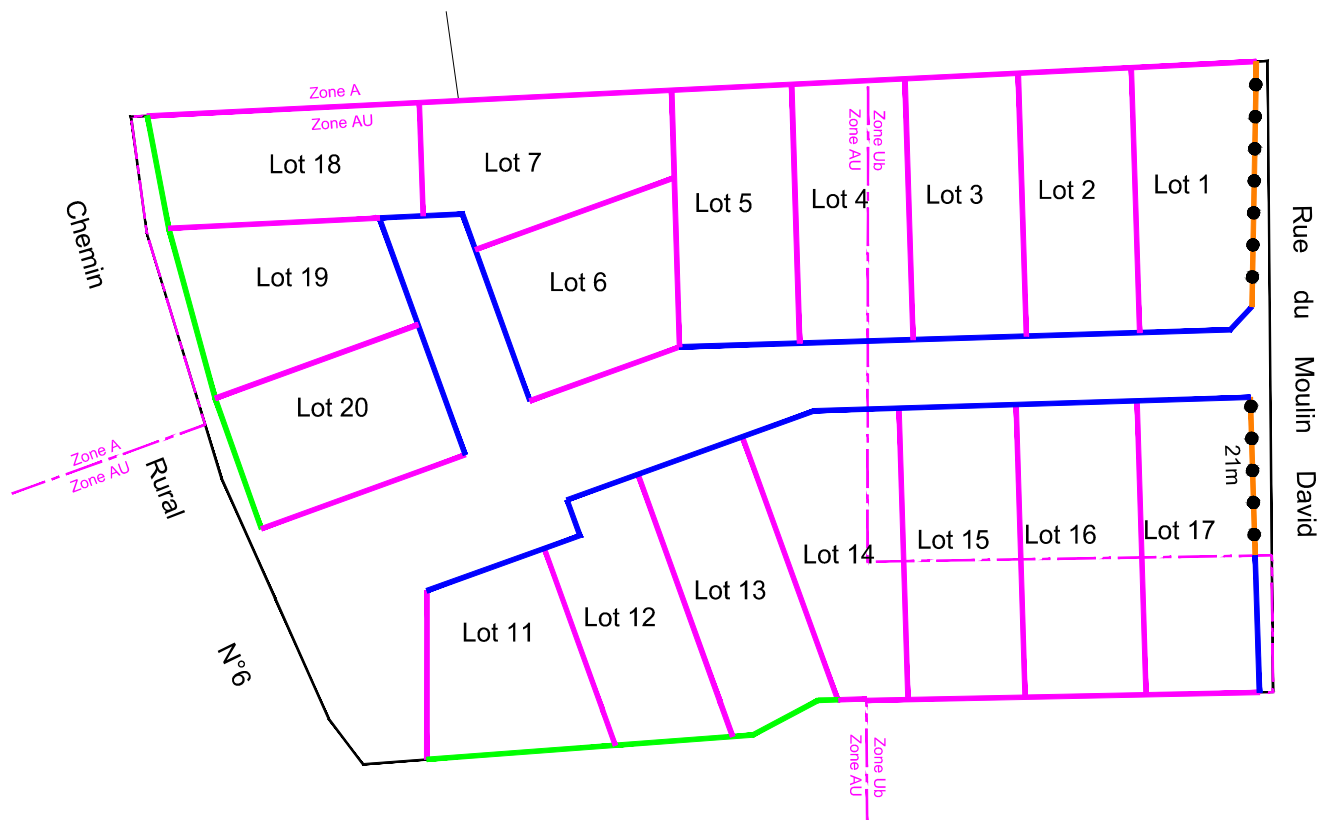 Zone A
Zone AU
Lot 18
Lot 7
Lot 5
Lot 4
Zone Ub
Zone AU
Lot 3
Lot 2
Lot 1
Lot 19
Lot 6
Lot 20
Chemin
Rural
N°6
Zone A
Zone AU
Rue
du
Moulin
David
21m
Lot 11
Lot 12
Lot 13
Lot 14
Lot 15
Lot 16
Lot 17
Zone Ub
Zone AU